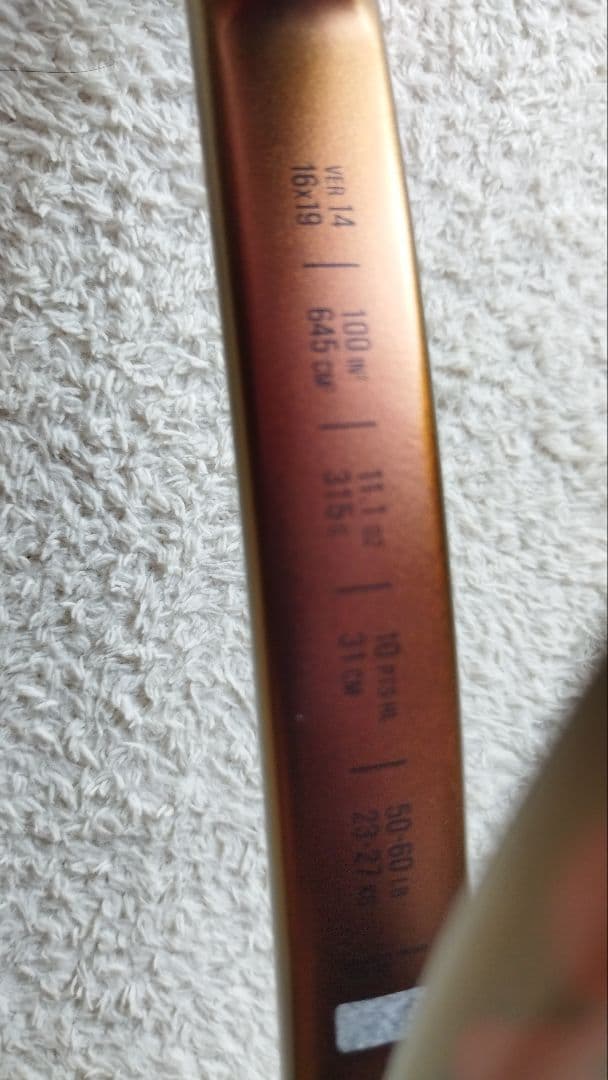 VER 14
16x19
100 IN²
645 CM²
11.1 OZ
315 G
10 PTS HL
31 CM
50-60 LB
23-27 KG